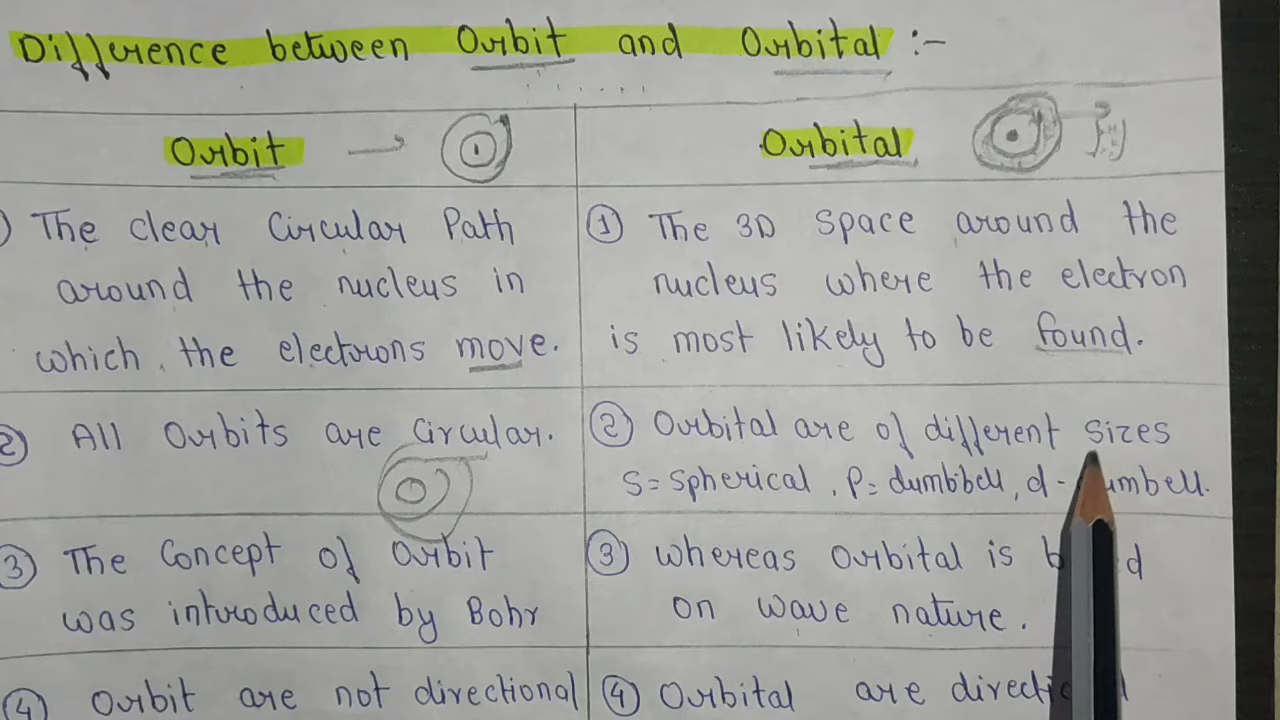 Difference between Orbit and Orbital :-
Orbit
Orbital
The clear Circular Path
around the nucleus in
which the electrons move.
① The 3D space around the
nucleus where the electron
is most likely to be found.
② All Orbits are Circular.
② Orbital are of different sizes
S=spherical, P= dumbbell, d-
③ The Concept of Orbit
was introduced by Bohr
③ whereas Orbital is
on wave nature.
④ Orbit are not directional
④ Orbital are